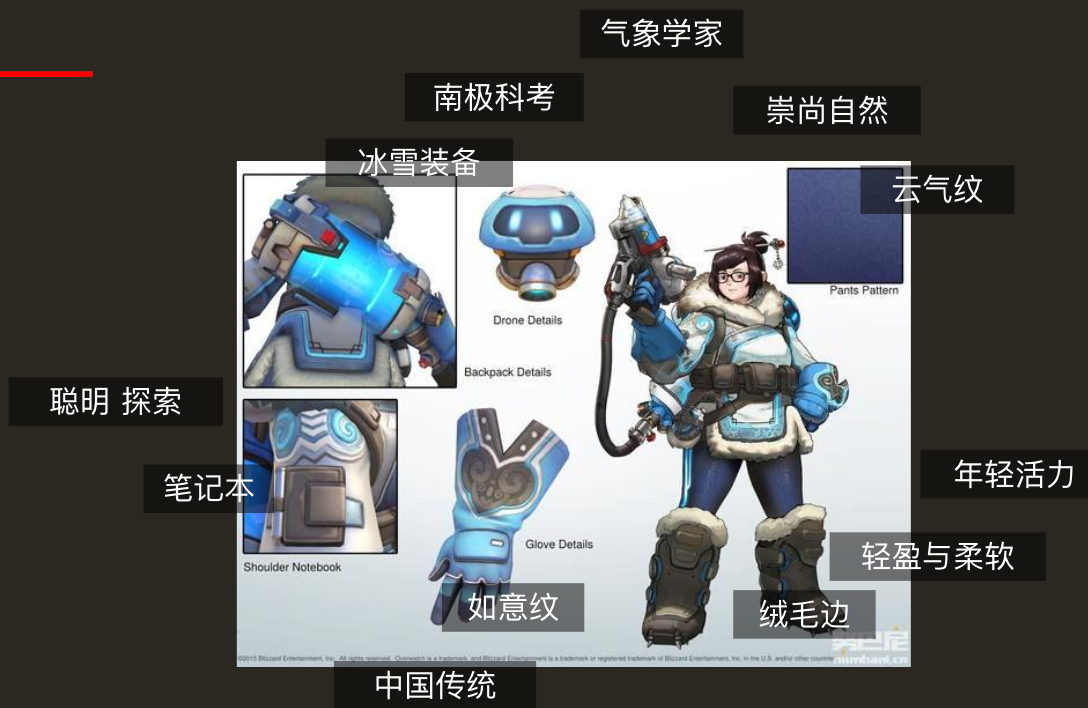 气象学家
南极科考
崇尚自然
冰雪装备
云气纹
Pants Pattern
Drone Details
Backpack Details
聪明 探索
笔记本
年轻活力
Glove Details
轻盈与柔软
Shoulder Notebook
如意纹
绒毛边
努巴尼
numbani.cn
©2015 Blizzard Entertainment, Inc. All rights reserved. Overwatch is a trademark, and Blizzard Entertainment is a trademark or registered trademark of Blizzard Entertainment, Inc. in the U.S. and/or other countries
中国传统